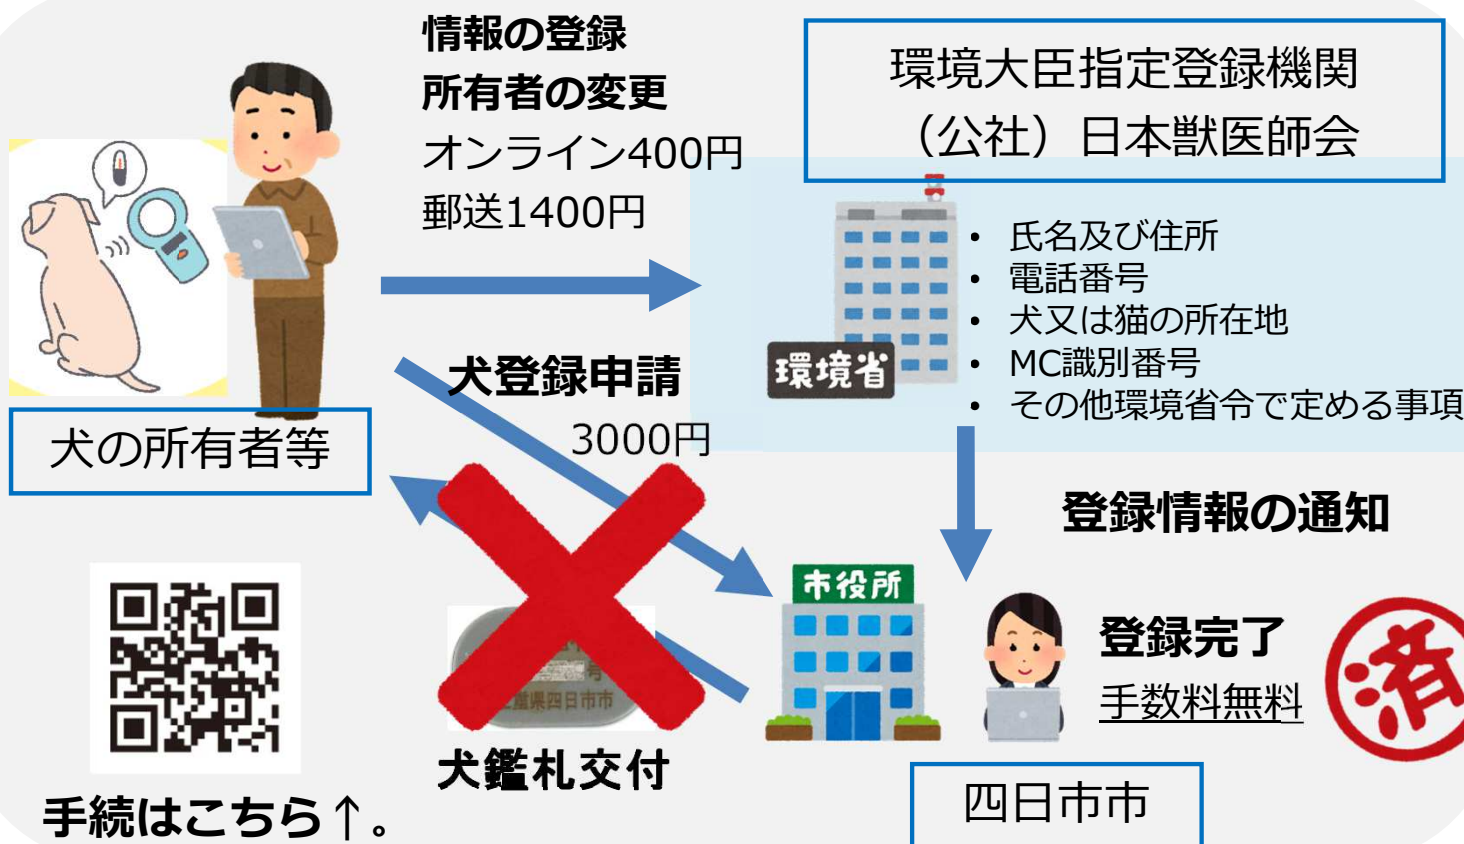 情報の登録
所有者の変更
オンライン400円
郵送1400円
環境大臣指定登録機関
（公社）日本獣医師会
• 氏名及び住所
• 電話番号
• 犬又は猫の所在地
• MC識別番号
• その他環境省令で定める事項
環境省
犬登録申請
3000円
犬の所有者等
登録情報の通知
市役所
登録完了
手数料無料
済
号
重県四日市市
犬鑑札交付
四日市市
手続はこちら↑。